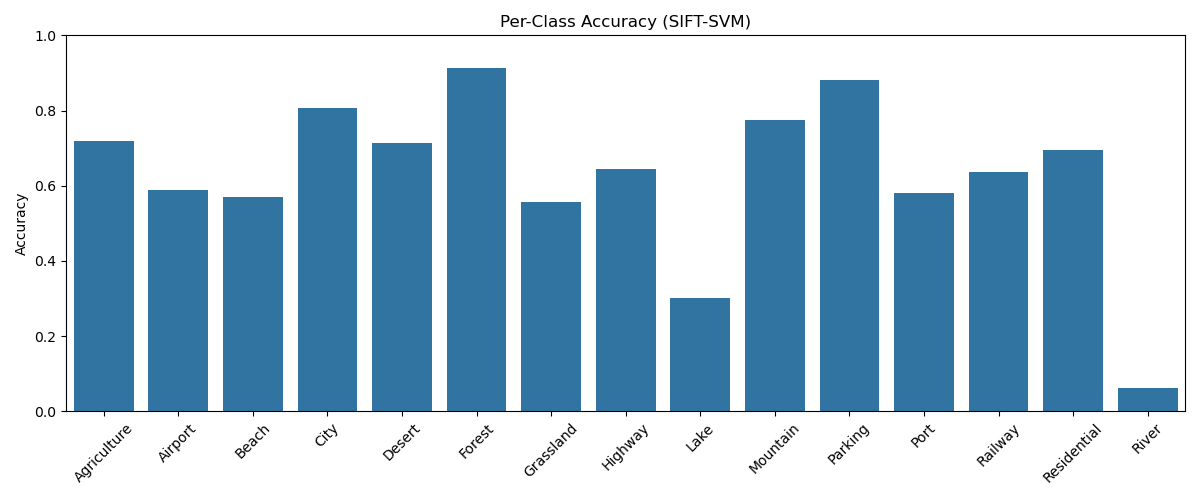 Per-Class Accuracy (SIFT-SVM)
1.0
0.8
0.6
0.4
0.2
0.0
Accuracy
Agriculture
Airport
Beach
City
Desert
Forest
Grassland
Highway
Lake
Mountain
Parking
Port
Railway
Residential
River